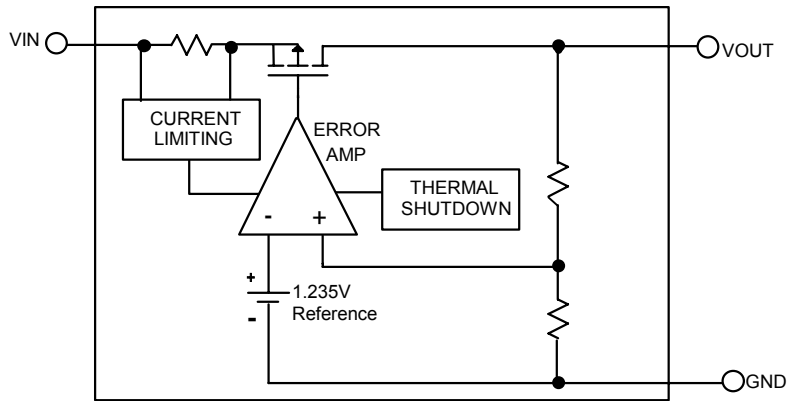 VIN
VOUT
CURRENT
LIMITING
ERROR
AMP
THERMAL
SHUTDOWN
- +
+
1.235V
Reference
-
GND